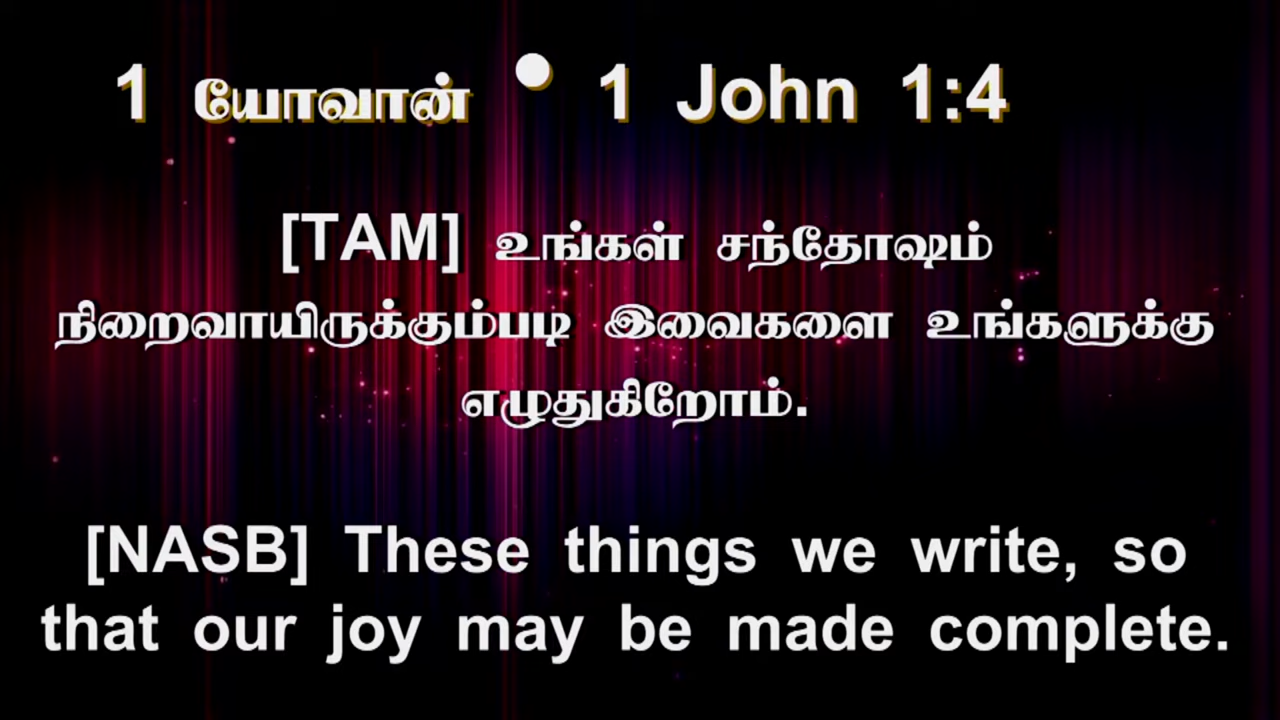 1 யோவான் • 1 John 1:4
[TAM] உங்கள் சந்தோஷம்
நிறைவாயிருக்கும்படி இவைகளை உங்களுக்கு
எழுதுகிறோம்.
[NASB] These things we write, so
that our joy may be made complete.